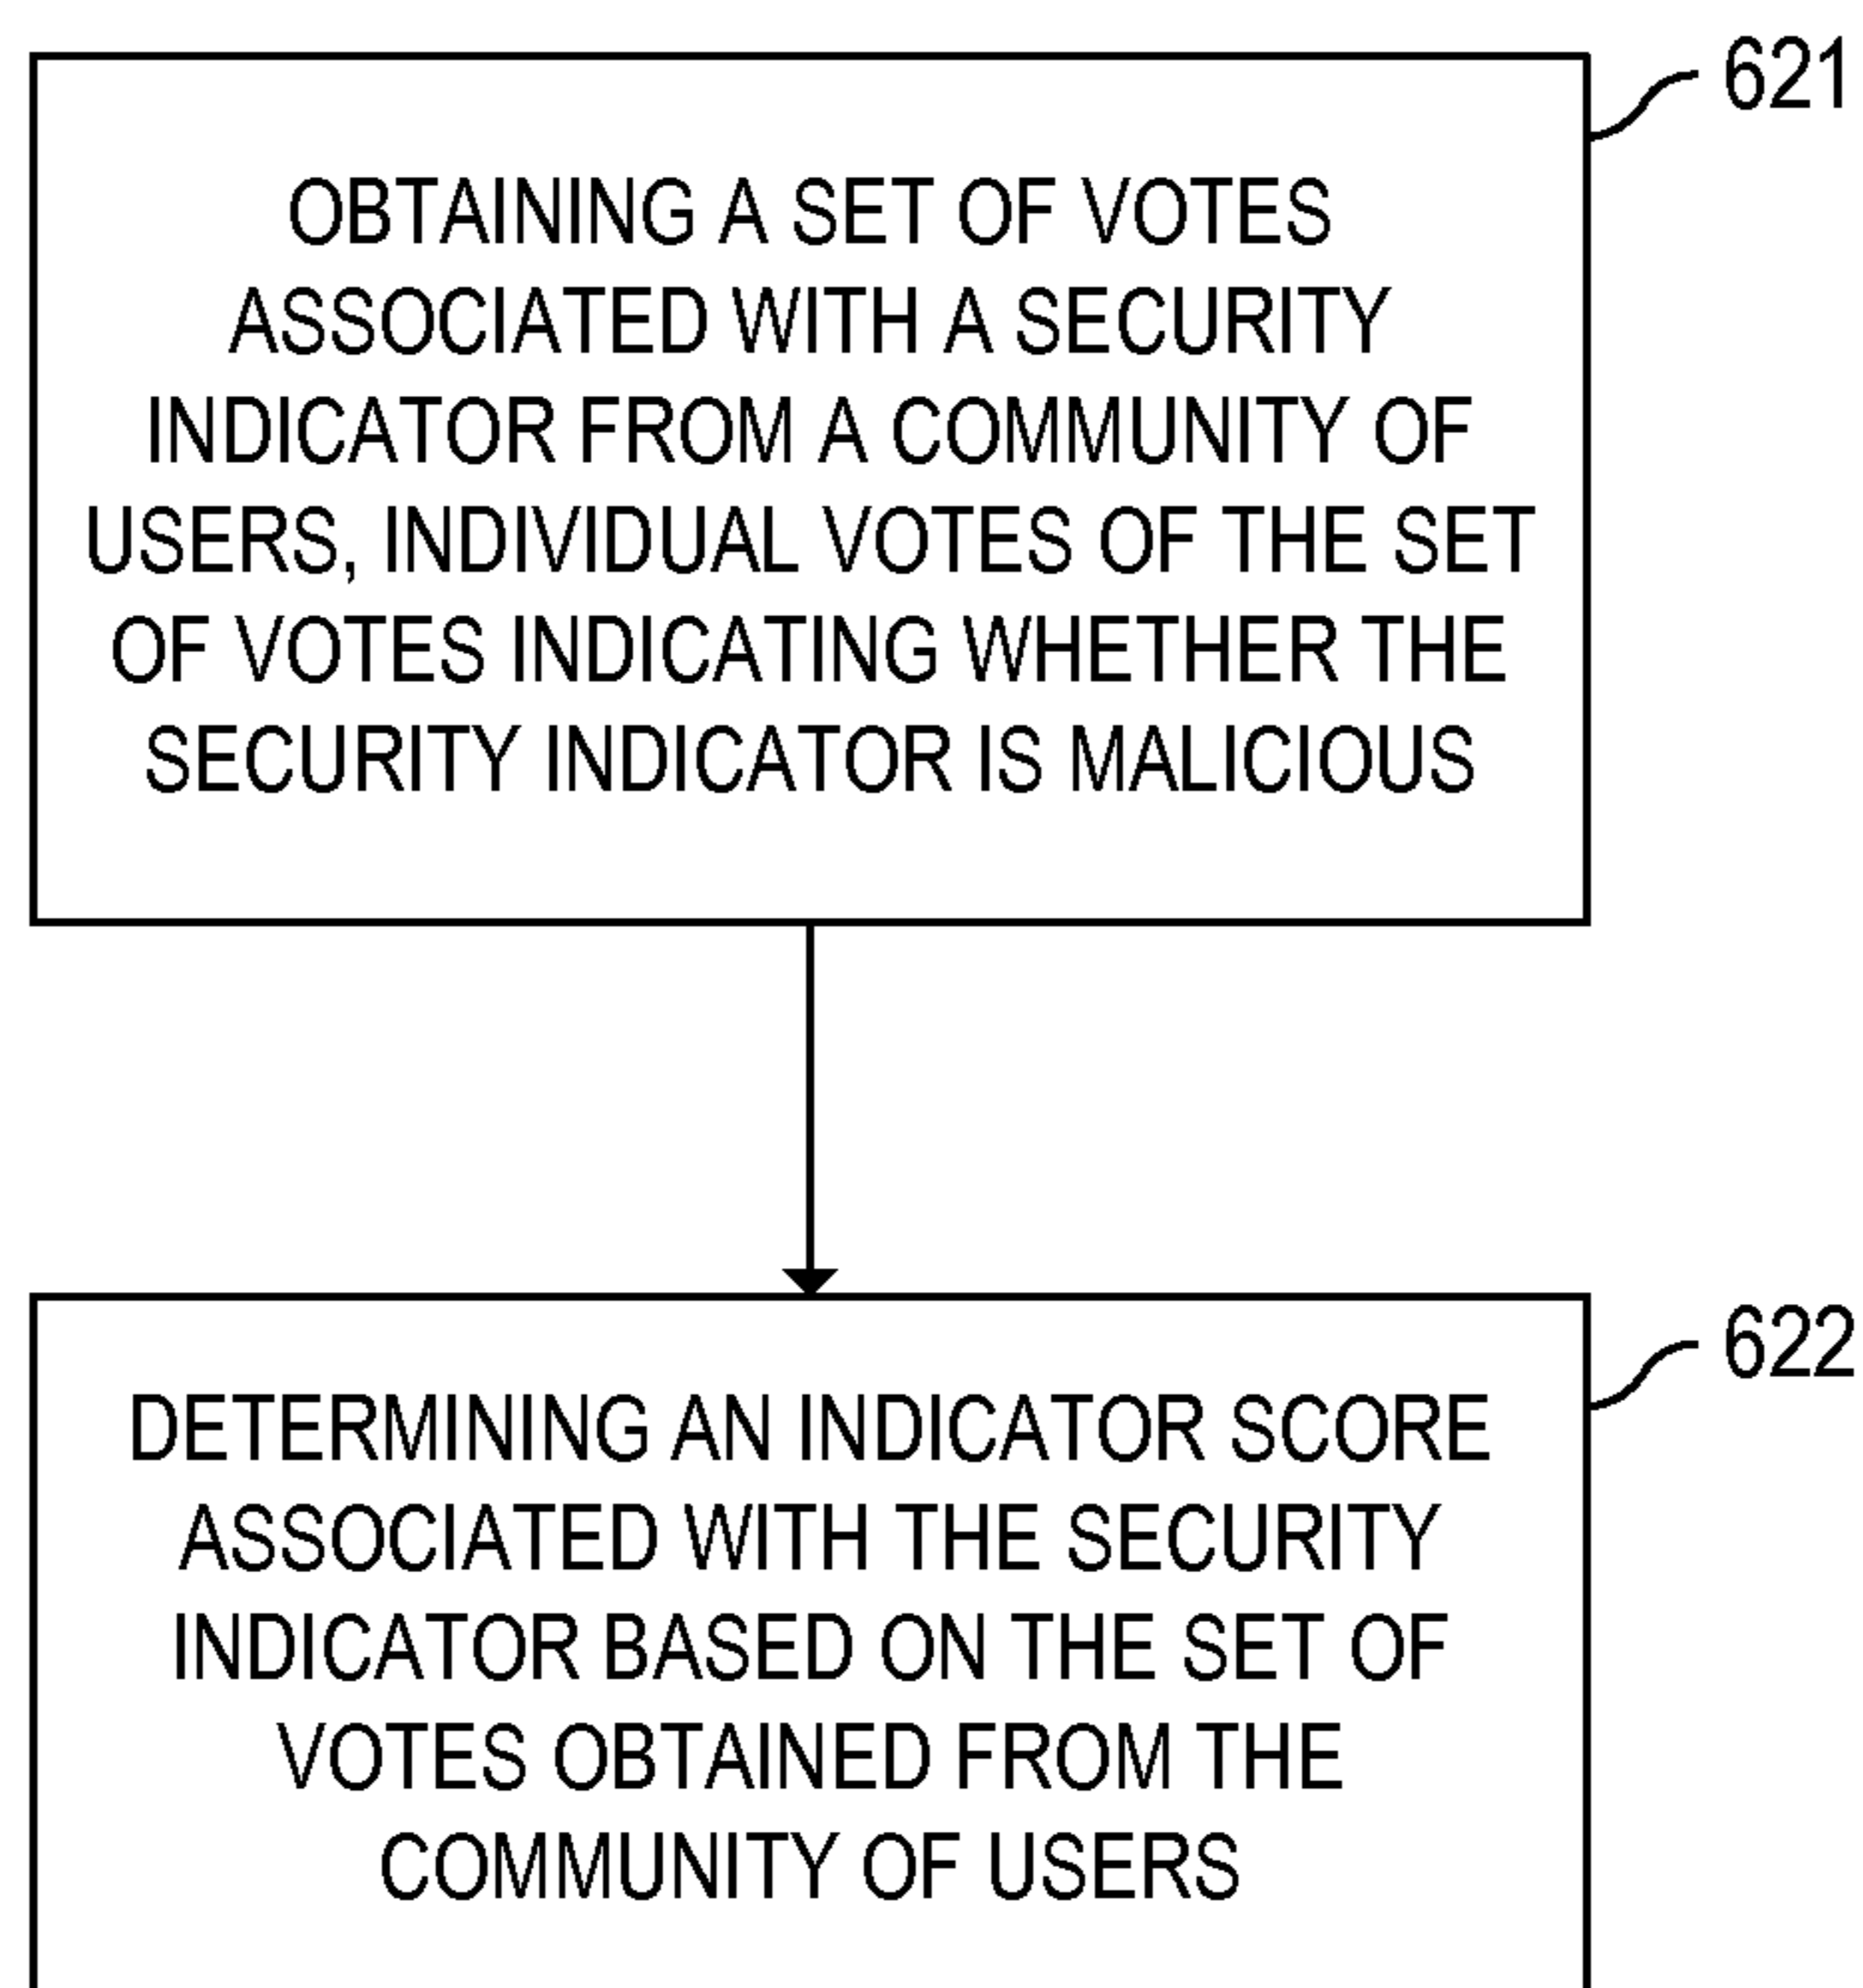 621
OBTAINING A SET OF VOTES
ASSOCIATED WITH A SECURITY
INDICATOR FROM A COMMUNITY OF
USERS, INDIVIDUAL VOTES OF THE SET
OF VOTES INDICATING WHETHER THE
SECURITY INDICATOR IS MALICIOUS
622
DETERMINING AN INDICATOR SCORE
ASSOCIATED WITH THE SECURITY
INDICATOR BASED ON THE SET OF
VOTES OBTAINED FROM THE
COMMUNITY OF USERS